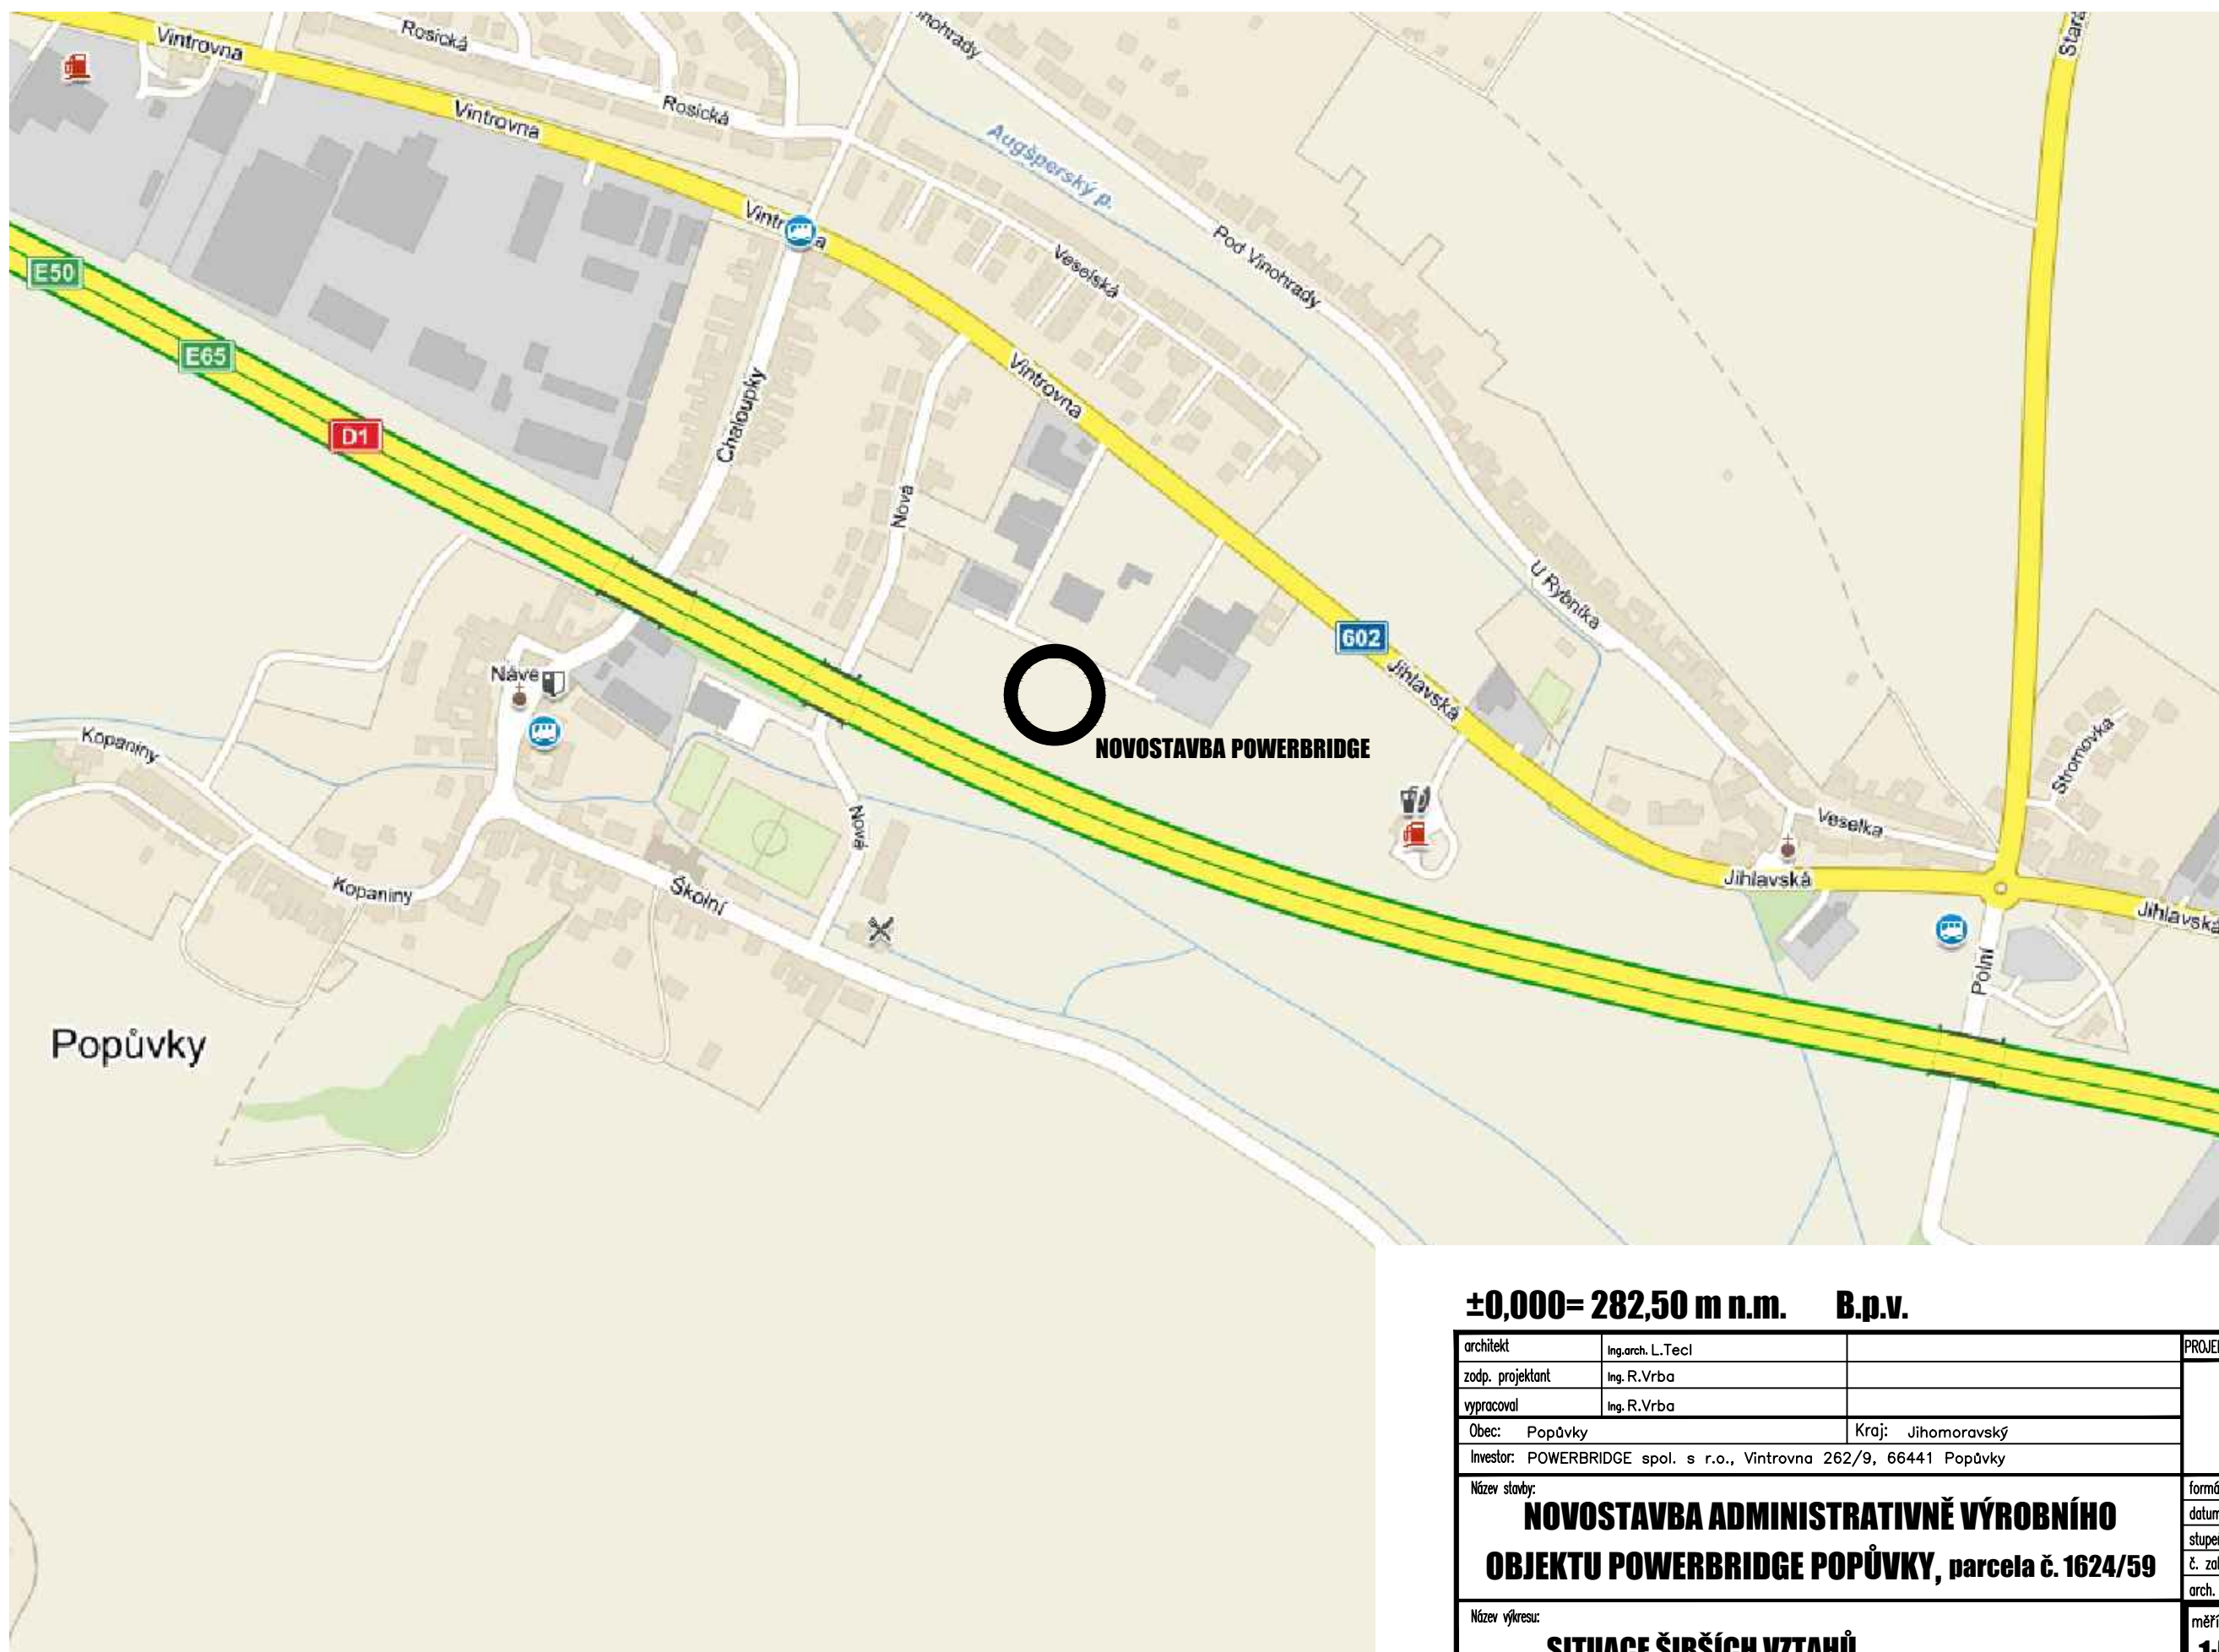 Vintrovna
Rosická
Vintrovna
Rosická
Augšperský p.
Pod Vinohrady
Veselská
E50
E65
D1
Chaloupky
Nová
Vintrovna
U Rybníka
602
Jihlavská
Náves
NOVOSTAVBA POWERBRIDGE
Kopaniny
Nová
Stromovka
Veselka
Kopaniny
Školní
Jihlavská
Jihlavská
Polní
Popůvky
±0,000= 282,50 m n.m. B.p.v.
architekt Ing.arch. L.Tecl
zodp. projektant Ing. R.Vrba
vypracoval Ing. R.Vrba
Obec: Popůvky Kraj: Jihomoravský
Investor: POWERBRIDGE spol. s r.o., Vintrovna 262/9, 66441 Popůvky
Název stavby:
NOVOSTAVBA ADMINISTRATIVNĚ VÝROBNÍHO
OBJEKTU POWERBRIDGE POPŮVKY, parcela č. 1624/59
Název výkresu:
SITUACE ŠIRŠÍCH VZTAHŮ